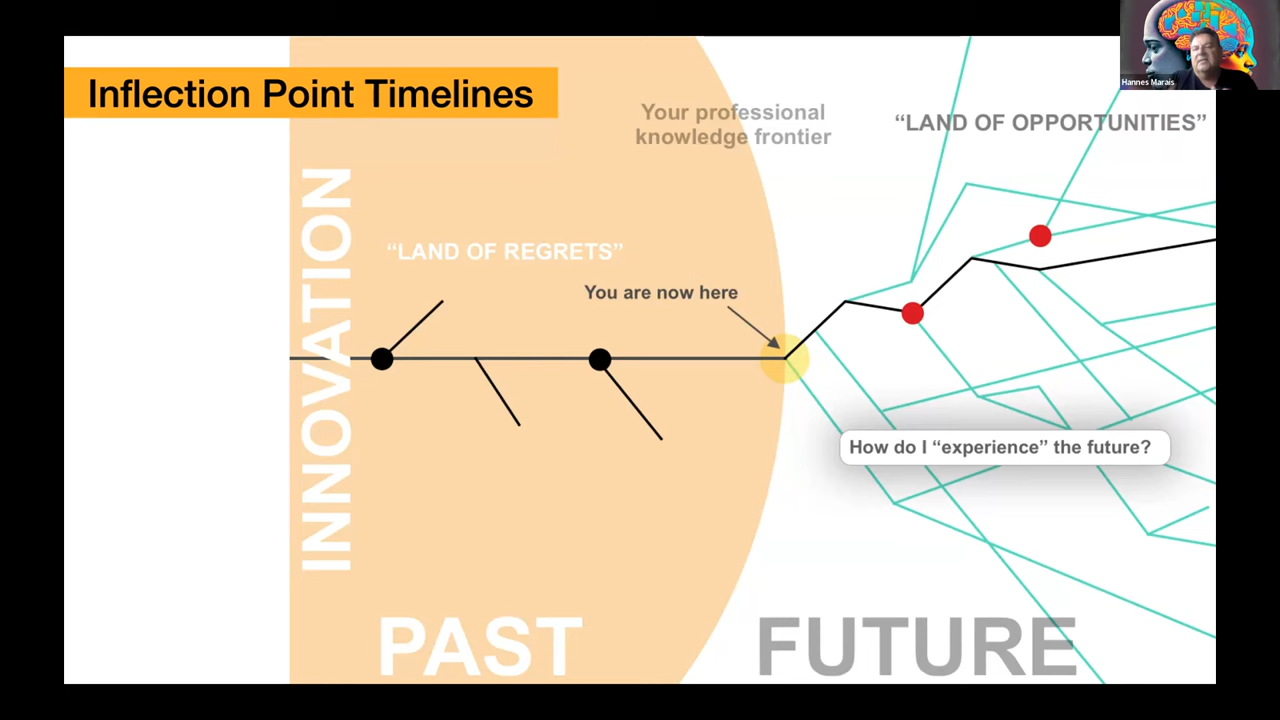 Hannes Marais
Inflection Point Timelines
Your professional
knowledge frontier
“LAND OF OPPORTUNITIES”
INNOVATION
“LAND OF REGRETS”
You are now here
How do I “experience” the future?
PAST
FUTURE